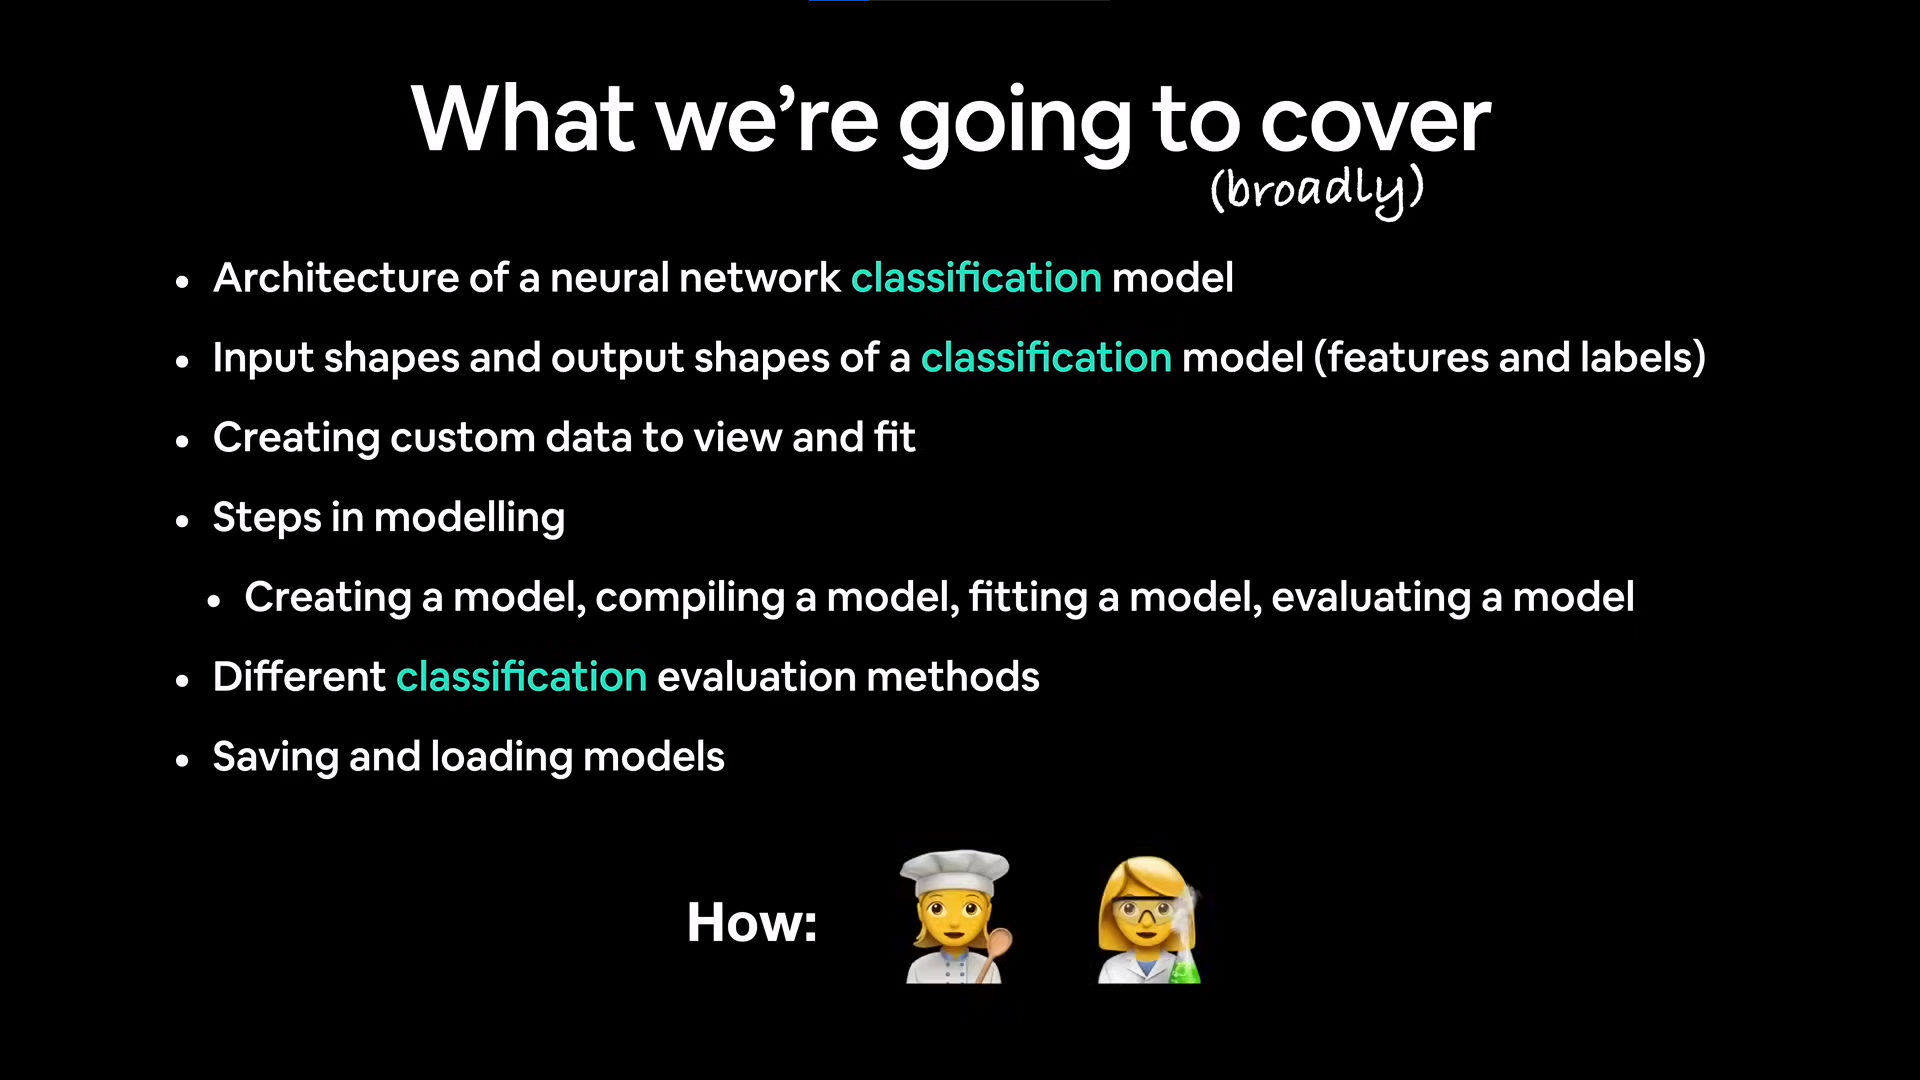 What we’re going to cover
(broadly)
• Architecture of a neural network classification model
• Input shapes and output shapes of a classification model (features and labels)
• Creating custom data to view and fit
• Steps in modelling
• Creating a model, compiling a model, fitting a model, evaluating a model
• Different classification evaluation methods
• Saving and loading models
How: